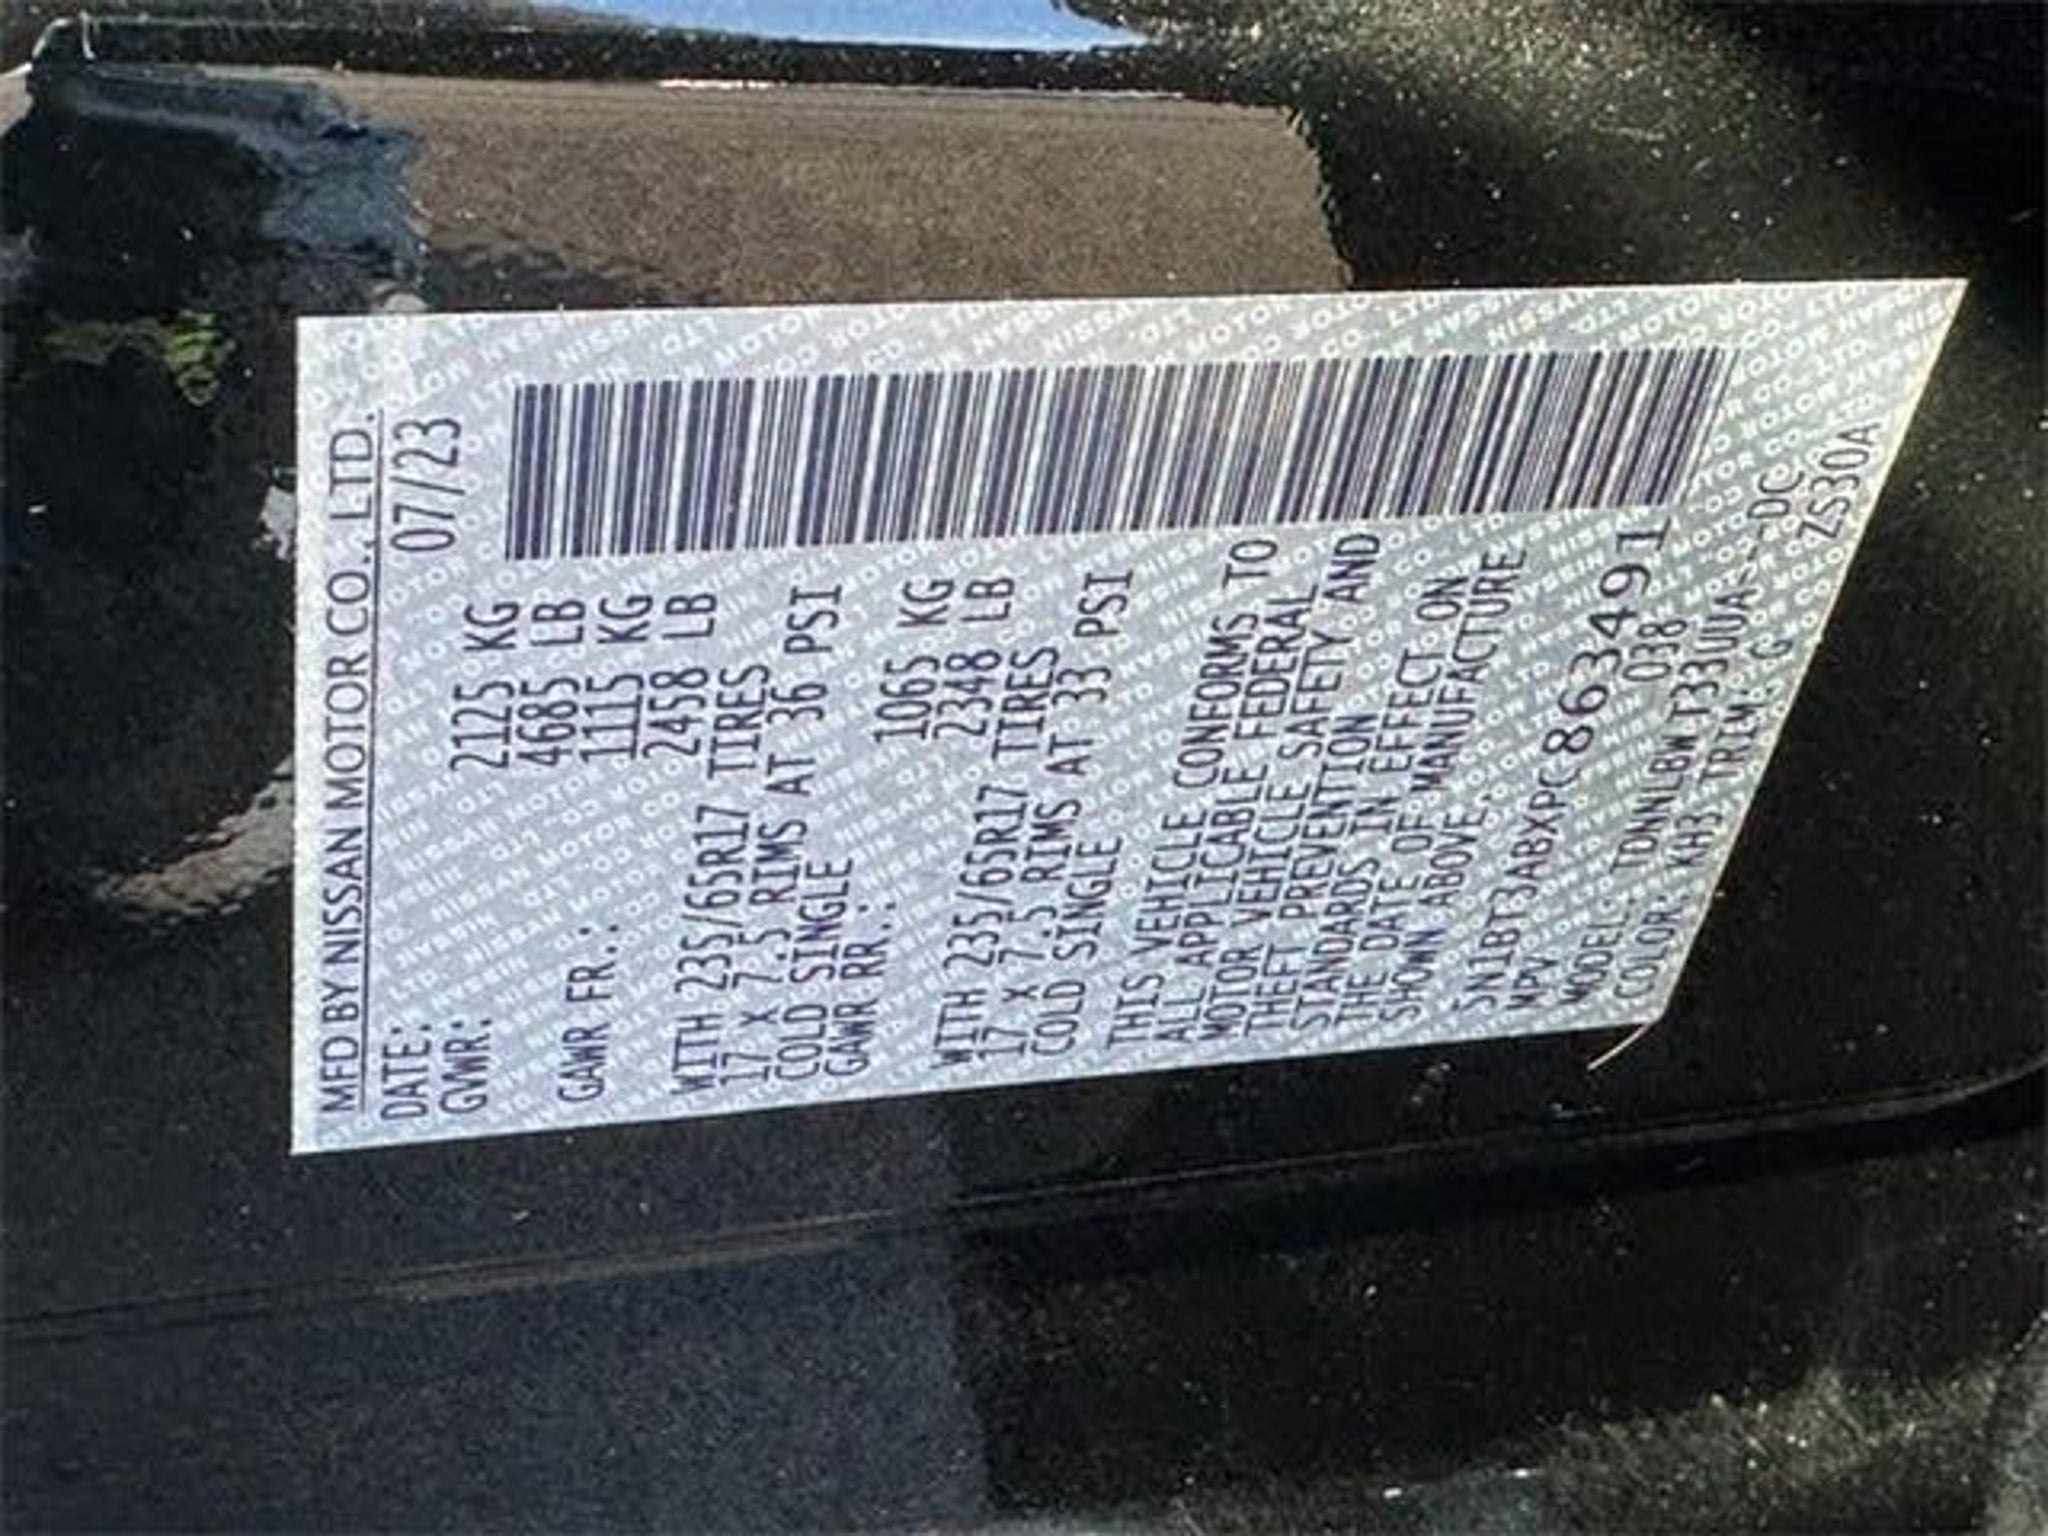 MFD BY NISSAN MOTOR CO., LTD.
DATE: 07/23
GVWR: 2125 KG
4685 LB
GAWR FR.: 1115 KG
2458 LB
WITH 235/65R17 TIRES
17 X 7.5 RIMS AT 36 PSI
COLD SINGLE
GAWR RR.: 1065 KG
2348 LB
WITH 235/65R17 TIRES
17 X 7.5 RIMS AT 33 PSI
COLD SINGLE
THIS VEHICLE CONFORMS TO
ALL APPLICABLE FEDERAL
MOTOR VEHICLE SAFETY AND
THEFT PREVENTION
STANDARDS IN EFFECT ON
THE DATE OF MANUFACTURE
SHOWN ABOVE.
5N1BT3ABXPC863491
MPV 038
MODEL: TDNNLBWT33UUA--DC
COLOR: KH3 TRIM: G
ZS30A